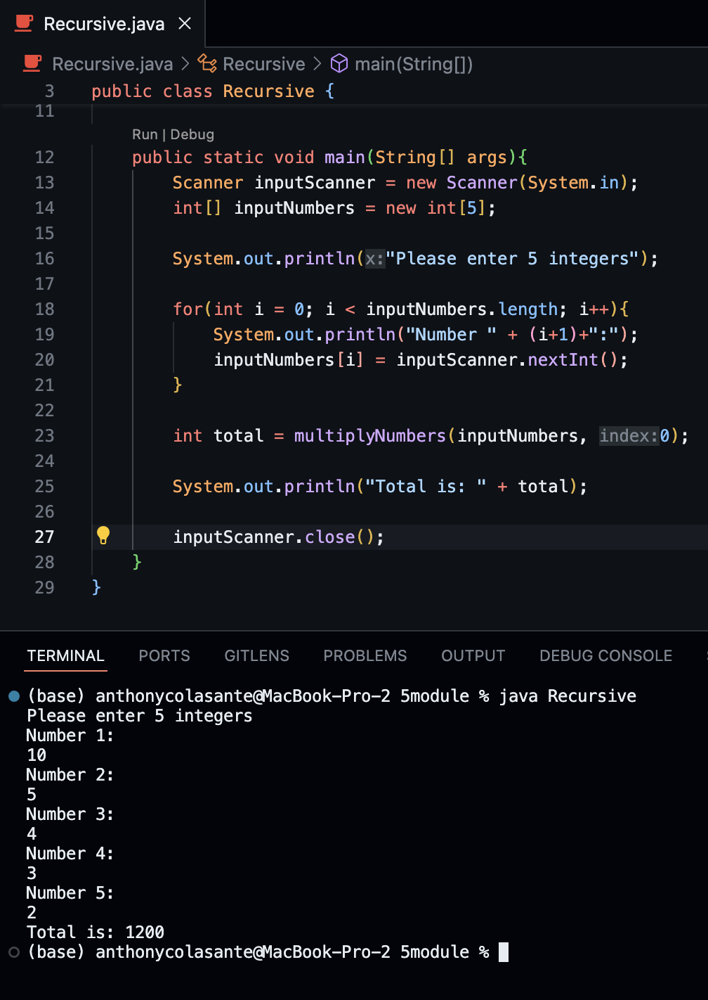 Recursive.java
Recursive.java > Recursive > main(String[])
3 public class Recursive {
11
Run | Debug
12 public static void main(String[] args){
13 Scanner inputScanner = new Scanner(System.in);
14 int[] inputNumbers = new int[5];
15
16 System.out.println(x:"Please enter 5 integers");
17
18 for(int i = 0; i < inputNumbers.length; i++){
19 System.out.println("Number " + (i+1)+":");
20 inputNumbers[i] = inputScanner.nextInt();
21 }
22
23 int total = multiplyNumbers(inputNumbers, index:0);
24
25 System.out.println("Total is: " + total);
26
27 inputScanner.close();
28 }
29 }
TERMINAL PORTS GITLENS PROBLEMS OUTPUT DEBUG CONSOLE
(base) anthonycolasante@MacBook-Pro-2 5module % java Recursive
Please enter 5 integers
Number 1:
10
Number 2:
5
Number 3:
4
Number 4:
3
Number 5:
2
Total is: 1200
(base) anthonycolasante@MacBook-Pro-2 5module %